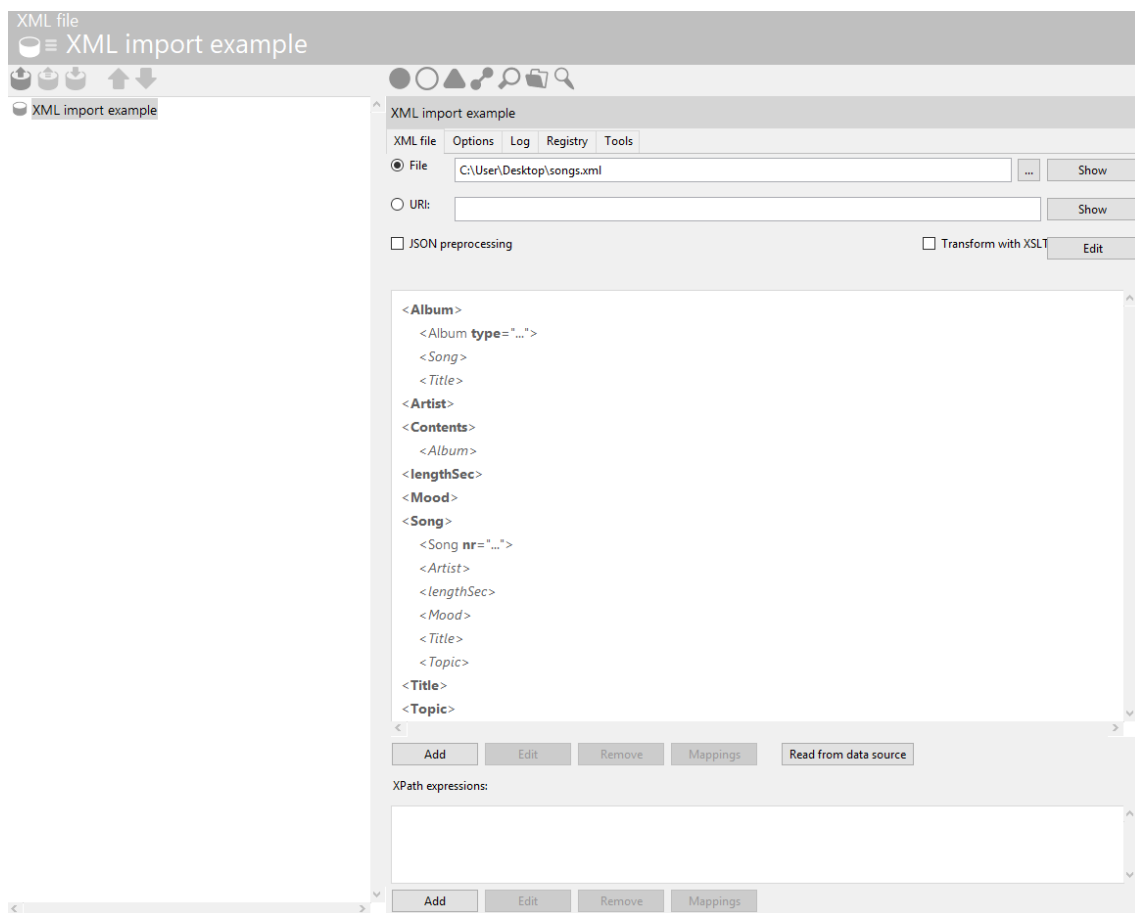 XML file
XML import example
XML import example
XML import example
XML file Options Log Registry Tools
File C:\User\Desktop\songs.xml ... Show
URI: Show
JSON preprocessing Transform with XSLT Edit
<Album>
<Album type="...">
<Song>
<Title>
<Artist>
<Contents>
<Album>
<lengthSec>
<Mood>
<Song>
<Song nr="...">
<Artist>
<lengthSec>
<Mood>
<Title>
<Topic>
<Title>
<Topic>
Add Edit Remove Mappings Read from data source
XPath expressions:
Add Edit Remove Mappings